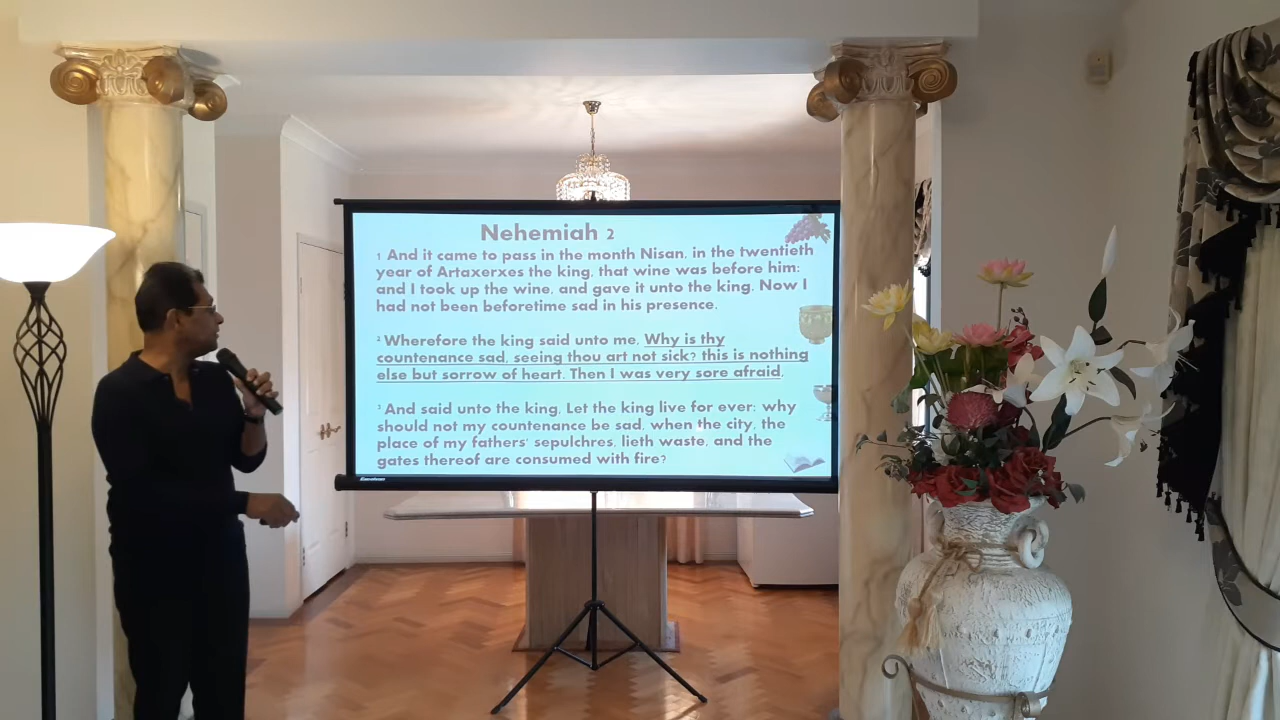 Nehemiah 2
1 And it came to pass in the month Nisan, in the twentieth
year of Artaxerxes the king, that wine was before him:
and I took up the wine, and gave it unto the king. Now I
had not been beforetime sad in his presence.
2 Wherefore the king said unto me, Why is thy
countenance sad, seeing thou art not sick? this is nothing
else but sorrow of heart. Then I was very sore afraid,
3 And said unto the king, Let the king live for ever: why
should not my countenance be sad, when the city, the
place of my fathers' sepulchres, lieth waste, and the
gates thereof are consumed with fire?